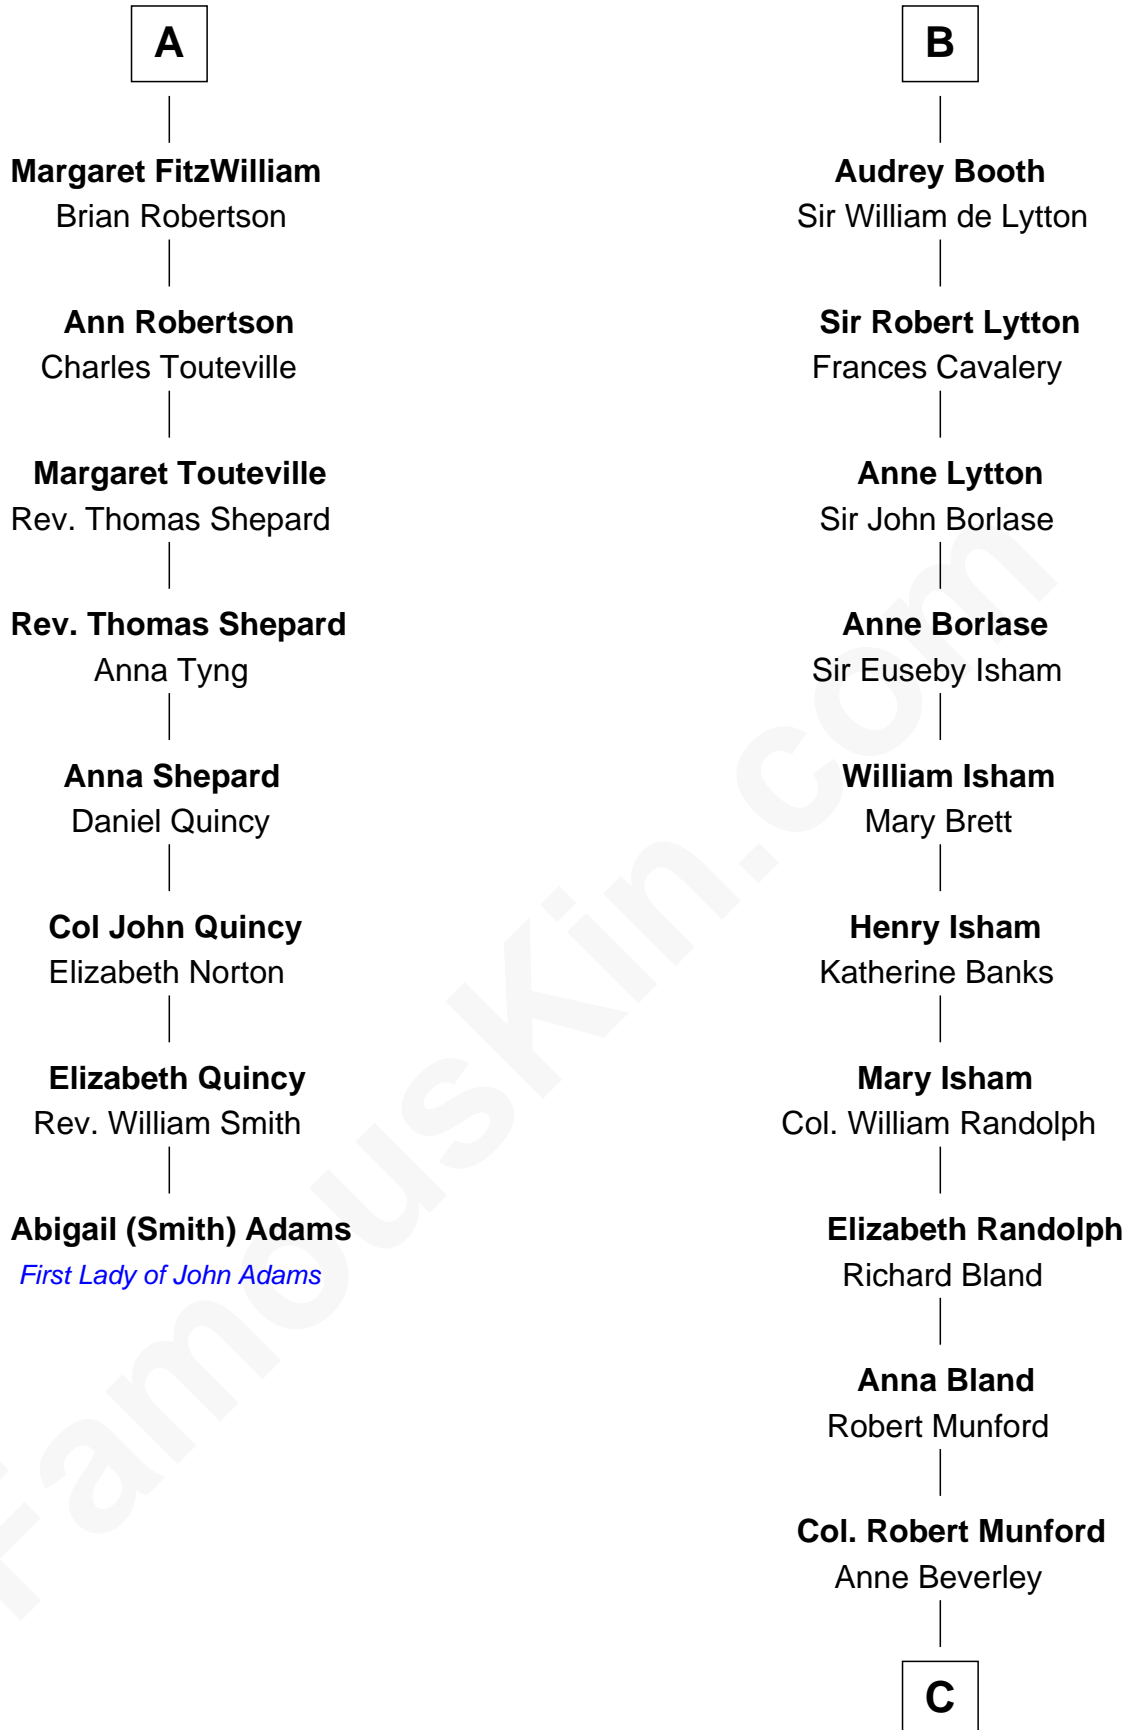 A
Margaret FitzWilliam
Brian Robertson
Ann Robertson
Charles Touteville
Margaret Touteville
Rev. Thomas Shepard
Rev. Thomas Shepard
Anna Tyng
Anna Shepard
Daniel Quincy
Col John Quincy
Elizabeth Norton
Elizabeth Quincy
Rev. William Smith
Abigail (Smith) Adams
First Lady of John Adams
B
Audrey Booth
Sir William de Lytton
Sir Robert Lytton
Frances Cavalery
Anne Lytton
Sir John Borlase
Anne Borlase
Sir Euseby Isham
William Isham
Mary Brett
Henry Isham
Katherine Banks
Mary Isham
Col. William Randolph
Elizabeth Randolph
Richard Bland
Anna Bland
Robert Munford
Col. Robert Munford
Anne Beverley
C
FamousKin.com